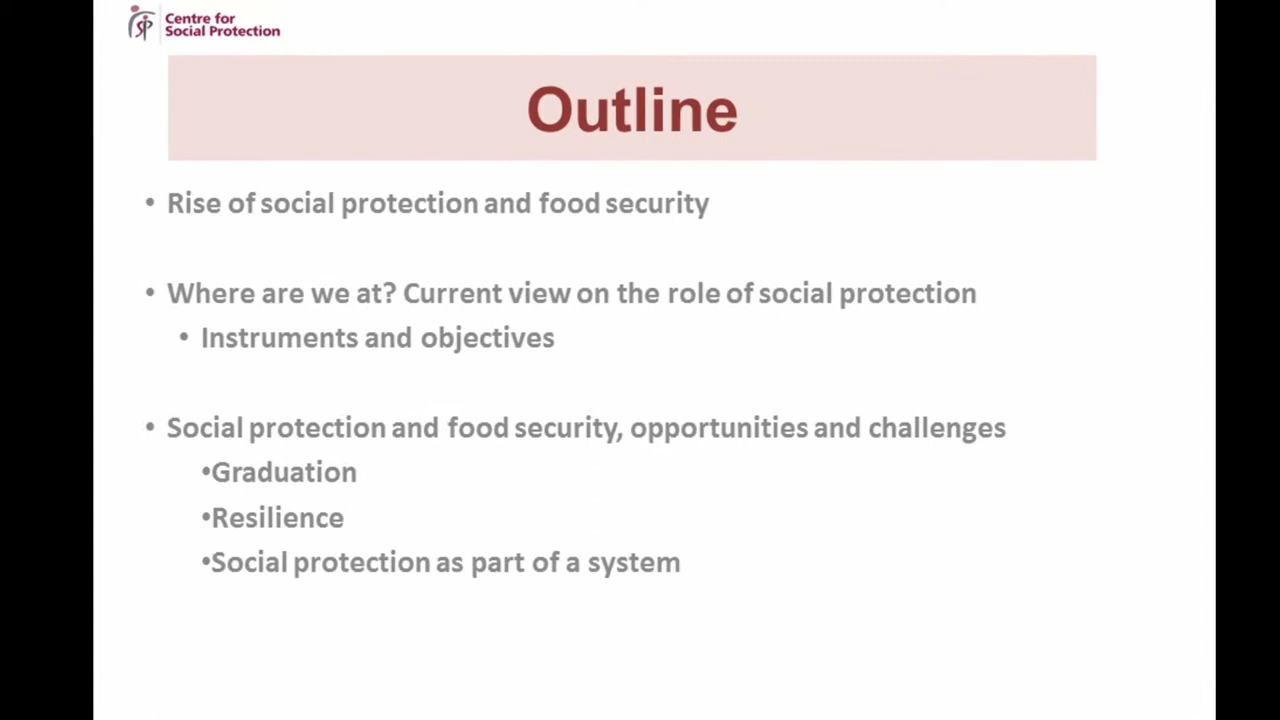 Centre for
Social Protection
Outline
• Rise of social protection and food security
• Where are we at? Current view on the role of social protection
• Instruments and objectives
• Social protection and food security, opportunities and challenges
•Graduation
•Resilience
•Social protection as part of a system